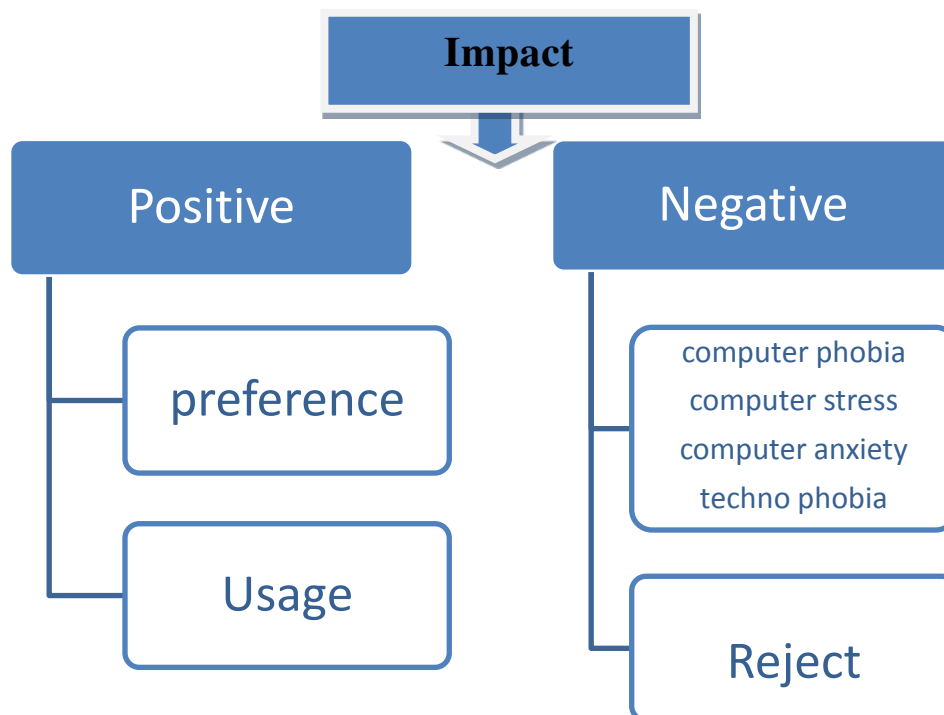 Impact
Positive
preference
Usage
Negative
computer phobia
computer stress
computer anxiety
techno phobia
Reject